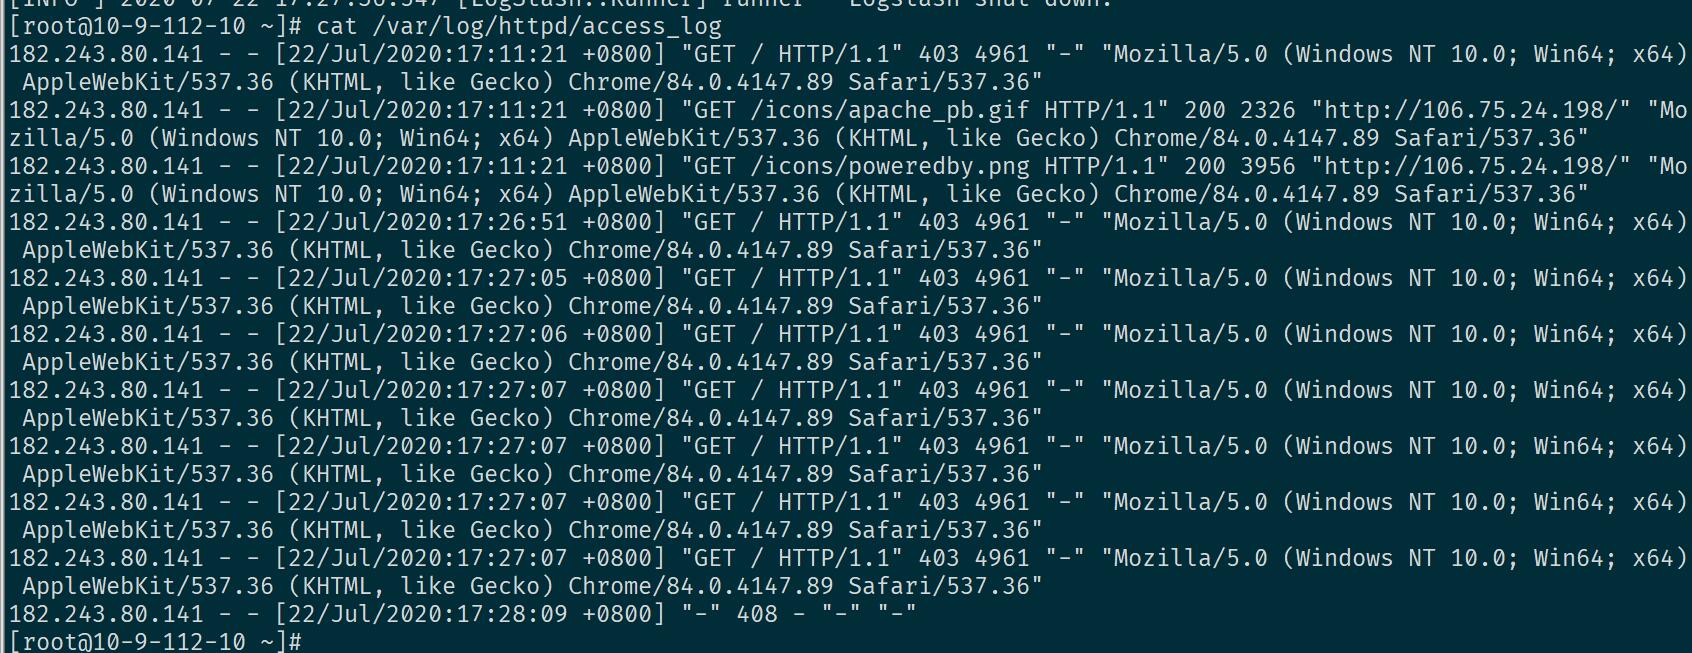 [INFO ] 2020-07-22 17:27:56.547 [LogStash::Runner] runner - Logstash shut down.
[root@10-9-112-10 ~]# cat /var/log/httpd/access_log
182.243.80.141 - - [22/Jul/2020:17:11:21 +0800] "GET / HTTP/1.1" 403 4961 "-" "Mozilla/5.0 (Windows NT 10.0; Win64; x64)
 AppleWebKit/537.36 (KHTML, like Gecko) Chrome/84.0.4147.89 Safari/537.36"
182.243.80.141 - - [22/Jul/2020:17:11:21 +0800] "GET /icons/apache_pb.gif HTTP/1.1" 200 2326 "http://106.75.24.198/" "Mo
zilla/5.0 (Windows NT 10.0; Win64; x64) AppleWebKit/537.36 (KHTML, like Gecko) Chrome/84.0.4147.89 Safari/537.36"
182.243.80.141 - - [22/Jul/2020:17:11:21 +0800] "GET /icons/poweredby.png HTTP/1.1" 200 3956 "http://106.75.24.198/" "Mo
zilla/5.0 (Windows NT 10.0; Win64; x64) AppleWebKit/537.36 (KHTML, like Gecko) Chrome/84.0.4147.89 Safari/537.36"
182.243.80.141 - - [22/Jul/2020:17:26:51 +0800] "GET / HTTP/1.1" 403 4961 "-" "Mozilla/5.0 (Windows NT 10.0; Win64; x64)
 AppleWebKit/537.36 (KHTML, like Gecko) Chrome/84.0.4147.89 Safari/537.36"
182.243.80.141 - - [22/Jul/2020:17:27:05 +0800] "GET / HTTP/1.1" 403 4961 "-" "Mozilla/5.0 (Windows NT 10.0; Win64; x64)
 AppleWebKit/537.36 (KHTML, like Gecko) Chrome/84.0.4147.89 Safari/537.36"
182.243.80.141 - - [22/Jul/2020:17:27:06 +0800] "GET / HTTP/1.1" 403 4961 "-" "Mozilla/5.0 (Windows NT 10.0; Win64; x64)
 AppleWebKit/537.36 (KHTML, like Gecko) Chrome/84.0.4147.89 Safari/537.36"
182.243.80.141 - - [22/Jul/2020:17:27:07 +0800] "GET / HTTP/1.1" 403 4961 "-" "Mozilla/5.0 (Windows NT 10.0; Win64; x64)
 AppleWebKit/537.36 (KHTML, like Gecko) Chrome/84.0.4147.89 Safari/537.36"
182.243.80.141 - - [22/Jul/2020:17:27:07 +0800] "GET / HTTP/1.1" 403 4961 "-" "Mozilla/5.0 (Windows NT 10.0; Win64; x64)
 AppleWebKit/537.36 (KHTML, like Gecko) Chrome/84.0.4147.89 Safari/537.36"
182.243.80.141 - - [22/Jul/2020:17:27:07 +0800] "GET / HTTP/1.1" 403 4961 "-" "Mozilla/5.0 (Windows NT 10.0; Win64; x64)
 AppleWebKit/537.36 (KHTML, like Gecko) Chrome/84.0.4147.89 Safari/537.36"
182.243.80.141 - - [22/Jul/2020:17:27:07 +0800] "GET / HTTP/1.1" 403 4961 "-" "Mozilla/5.0 (Windows NT 10.0; Win64; x64)
 AppleWebKit/537.36 (KHTML, like Gecko) Chrome/84.0.4147.89 Safari/537.36"
182.243.80.141 - - [22/Jul/2020:17:28:09 +0800] "-" 408 - "-" "-"
[root@10-9-112-10 ~]#